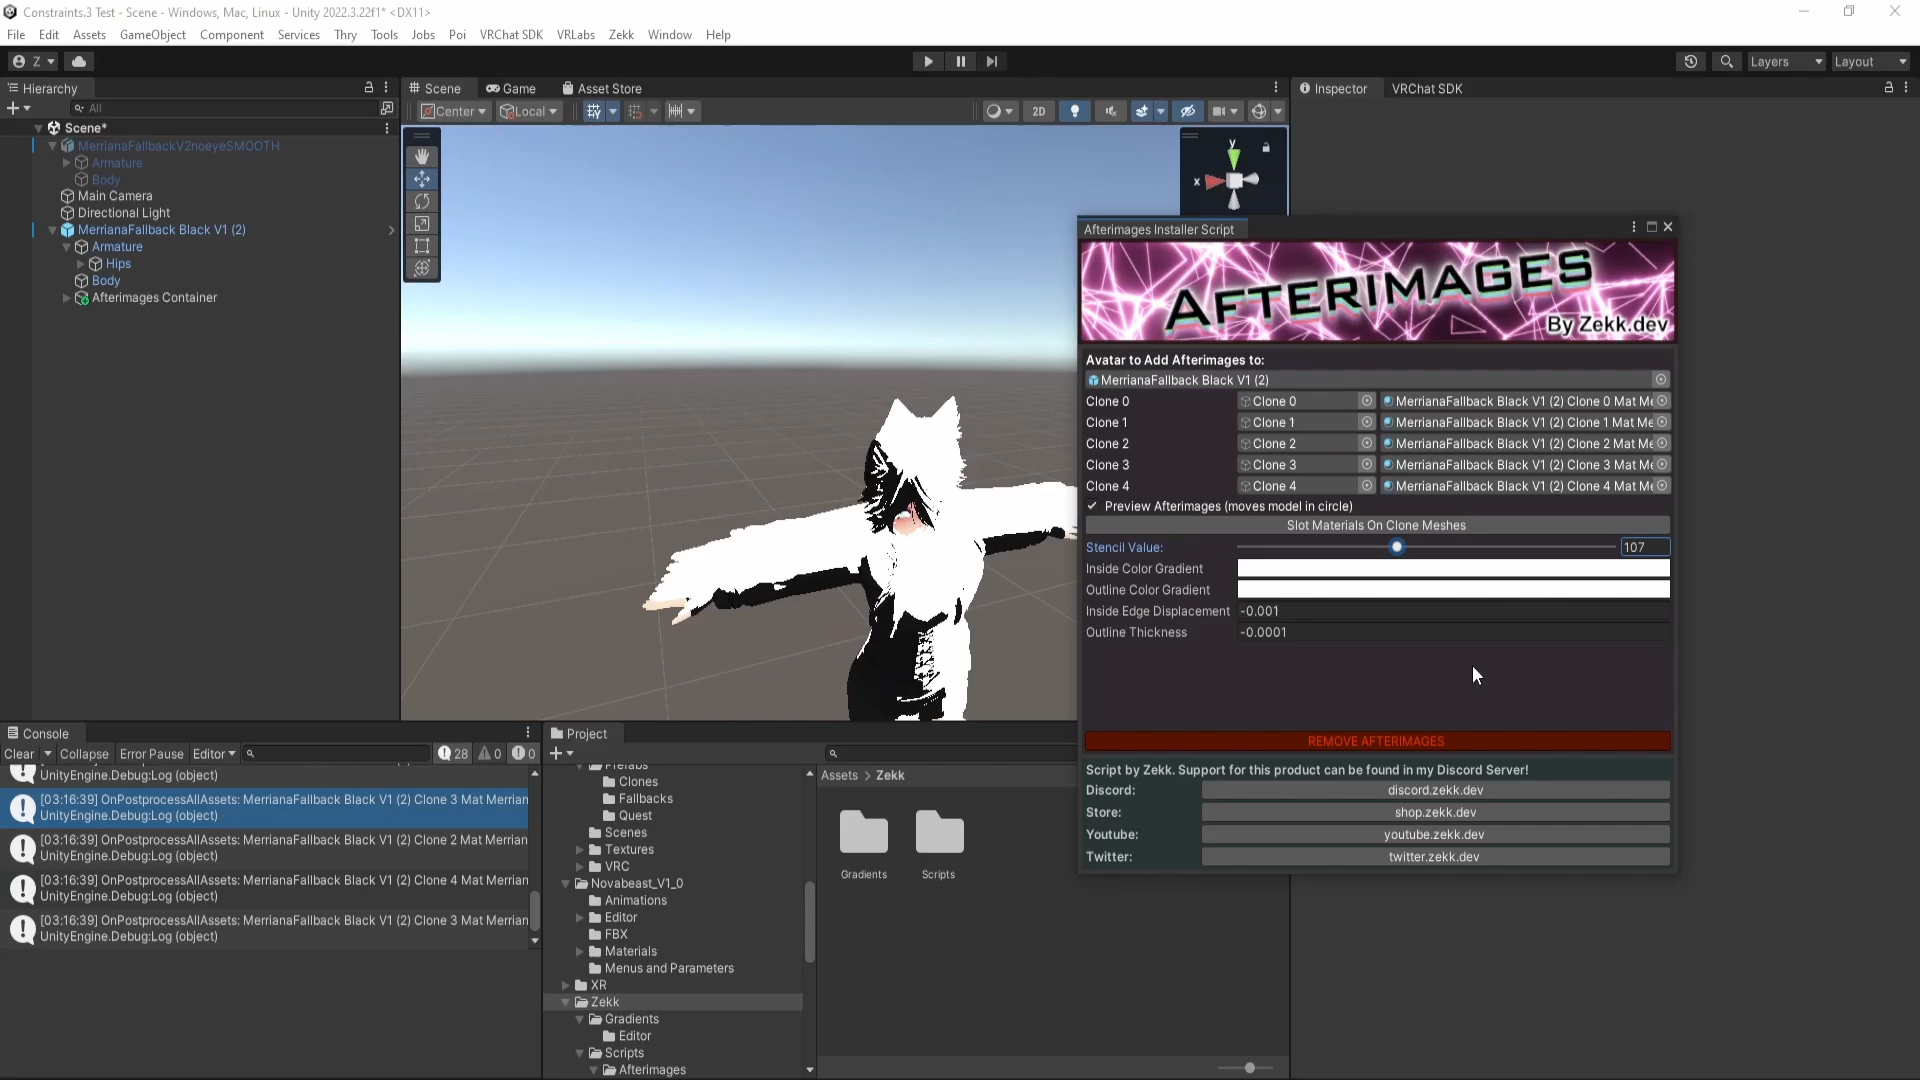 Constraints.3 Test - Scene - Windows, Mac, Linux - Unity 2022.3.22f1* <DX11>
File Edit Assets GameObject Component Services Thry Tools Jobs Poi VRChat SDK VRLabs Zekk Window Help
Z
Layers
Layout
Hierarchy
All
Scene*
MerrianaFallbackV2noeyeSMOOTH
Armature
Body
Main Camera
Directional Light
MerrianaFallback Black V1 (2)
Armature
Hips
Body
Afterimages Container
Scene
Game
Asset Store
Center
Local
2D
y
x
Inspector
VRChat SDK
Afterimages Installer Script
AFTERIMAGES
By Zekk.dev
Avatar to Add Afterimages to:
MerrianaFallback Black V1 (2)
Clone 0 Clone 0 MerrianaFallback Black V1 (2) Clone 0 Mat Me
Clone 1 Clone 1 MerrianaFallback Black V1 (2) Clone 1 Mat Me
Clone 2 Clone 2 MerrianaFallback Black V1 (2) Clone 2 Mat Me
Clone 3 Clone 3 MerrianaFallback Black V1 (2) Clone 3 Mat Me
Clone 4 Clone 4 MerrianaFallback Black V1 (2) Clone 4 Mat Me
Preview Afterimages (moves model in circle)
Slot Materials On Clone Meshes
Stencil Value: 107
Inside Color Gradient
Outline Color Gradient
Inside Edge Displacement -0.001
Outline Thickness -0.0001
REMOVE AFTERIMAGES
Script by Zekk. Support for this product can be found in my Discord Server!
Discord: discord.zekk.dev
Store: shop.zekk.dev
Youtube: youtube.zekk.dev
Twitter: twitter.zekk.dev
Console
Clear Collapse Error Pause Editor 28 0 0
UnityEngine.Debug:Log (object)
[03:16:39] OnPostprocessAllAssets: MerrianaFallback Black V1 (2) Clone 3 Mat Merrian
UnityEngine.Debug:Log (object)
[03:16:39] OnPostprocessAllAssets: MerrianaFallback Black V1 (2) Clone 2 Mat Merrian
UnityEngine.Debug:Log (object)
[03:16:39] OnPostprocessAllAssets: MerrianaFallback Black V1 (2) Clone 4 Mat Merrian
UnityEngine.Debug:Log (object)
[03:16:39] OnPostprocessAllAssets: MerrianaFallback Black V1 (2) Clone 3 Mat Merrian
UnityEngine.Debug:Log (object)
Project
Prefabs
Clones
Fallbacks
Quest
Scenes
Textures
VRC
Novabeast_V1_0
Animations
Editor
FBX
Materials
Menus and Parameters
XR
Zekk
Gradients
Editor
Scripts
Afterimages
Assets > Zekk
Gradients
Scripts